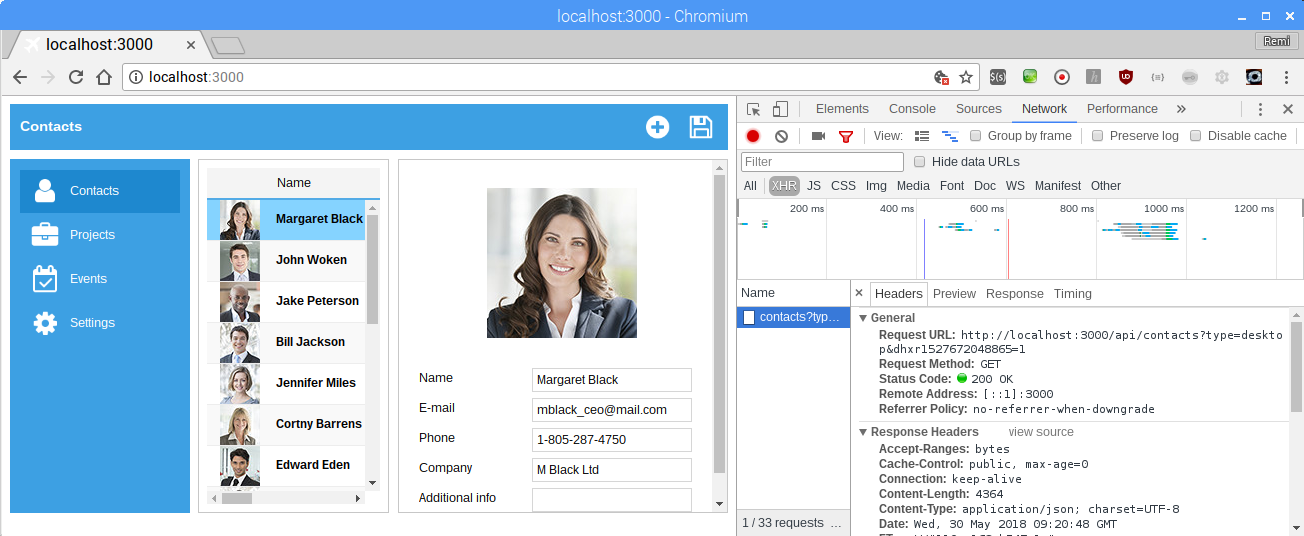 localhost:3000 - Chromium
localhost:3000
Remi
localhost:3000
Contacts
Contacts
Projects
Events
Settings
Name
Margaret Black
John Woken
Jake Peterson
Bill Jackson
Jennifer Miles
Cortny Barrens
Edward Eden
Name
Margaret Black
E-mail
mblack_ceo@mail.com
Phone
1-805-287-4750
Company
M Black Ltd
Additional info
Elements Console Sources Network Performance »
View: Group by frame Preserve log Disable cache
Filter Hide data URLs
All XHR JS CSS Img Media Font Doc WS Manifest Other
200 ms 400 ms 600 ms 800 ms 1000 ms 1200 ms
Name
contacts?typ…
1 / 33 requests …
× Headers Preview Response Timing
General
Request URL: http://localhost:3000/api/contacts?type=deskto
p&dhxr1527672048865=1
Request Method: GET
Status Code: 200 OK
Remote Address: [::1]:3000
Referrer Policy: no-referrer-when-downgrade
Response Headers view source
Accept-Ranges: bytes
Cache-Control: public, max-age=0
Connection: keep-alive
Content-Length: 4364
Content-Type: application/json; charset=UTF-8
Date: Wed, 30 May 2018 09:20:48 GMT